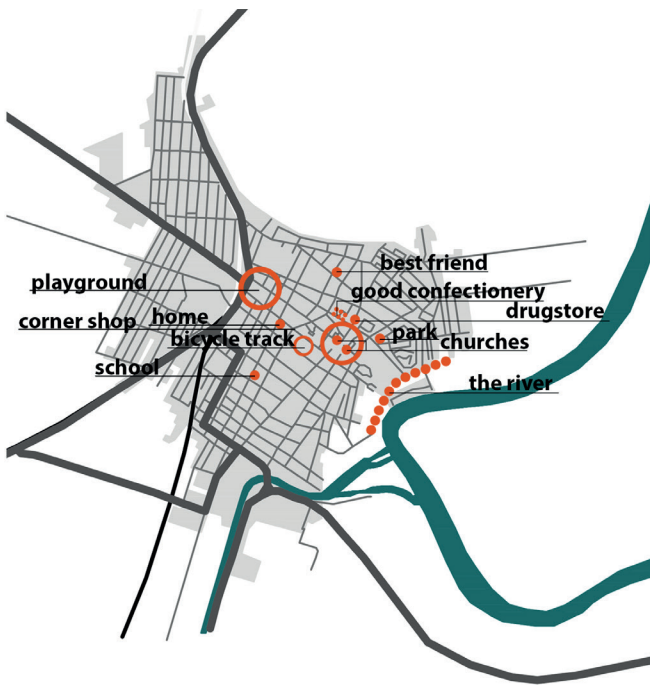 best friend
playground
good confectionery
drugstore
home
corner shop
park
bicycle track
churches
school
the river